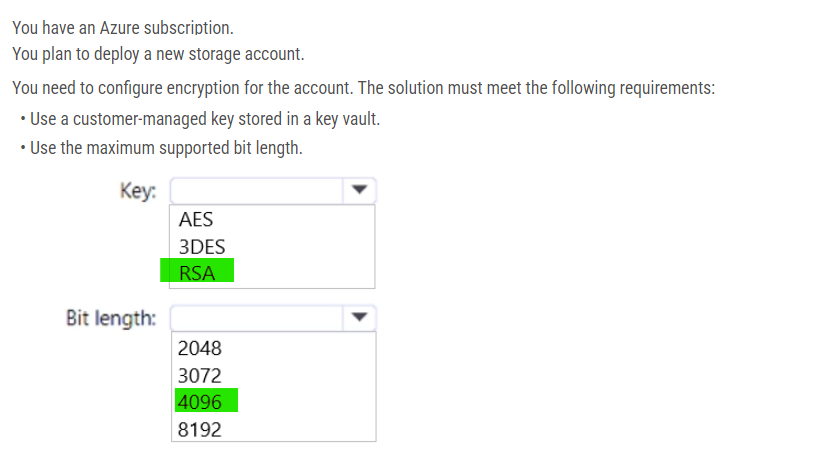 You have an Azure subscription.
You plan to deploy a new storage account.
You need to configure encryption for the account. The solution must meet the following requirements:
• Use a customer-managed key stored in a key vault.
• Use the maximum supported bit length.
Key:
AES
3DES
RSA
Bit length:
2048
3072
4096
8192